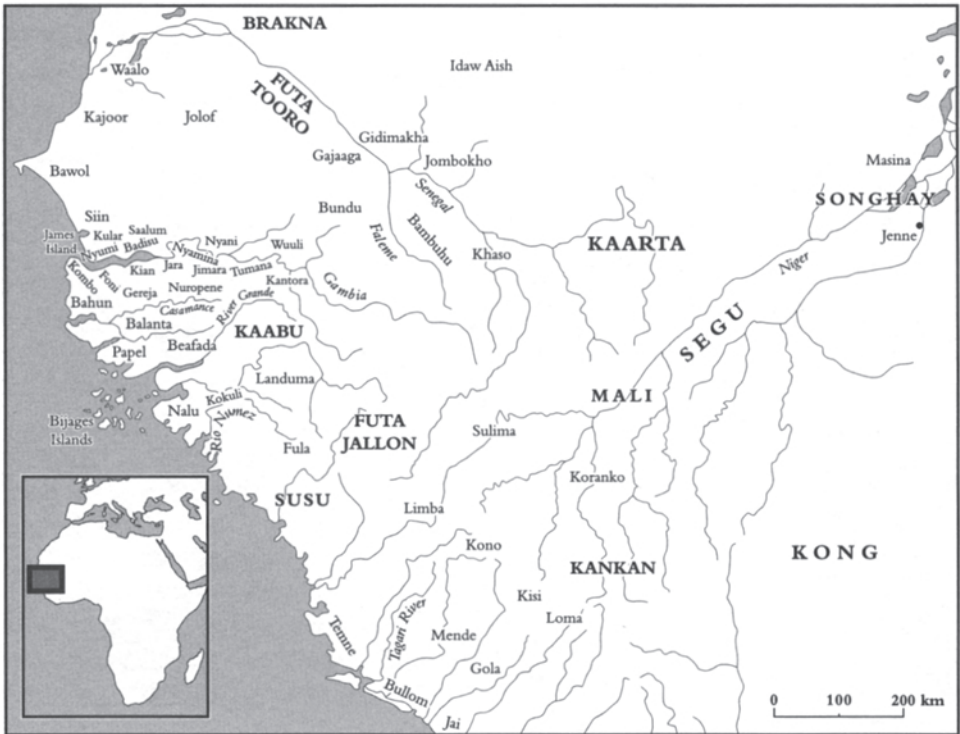 BRAKNA
Idaw Aish
Waalo
FUTA
TOORO
Kajoor
Jolof
Gidimakha
Gajaaga
Jombokho
Masina
Bawol
Senegal
SONGHAY
Siin
Bundu
Jenne
James
Island
Kular
Saalum
Nyumi
Badisu
Nyamina
Nyani
Wuuli
Faleme
Bambuhu
Khaso
KAARTA
Niger
Kombo
Foni
Kian
Jara
Jimara
Tumana
Kantora
Gambia
Bahun
Gereja
Nuropene
Casamance
River Grande
SEGU
Balanta
KAABU
Papel
Beafada
Landuma
MALI
Bijages
Islands
Nalu
Kokuli
Rio Numez
FUTA
JALLON
Sulima
Fula
Koranko
SUSU
Limba
Kono
KANKAN
KONG
Kisi
Loma
Temne
Tagari River
Mende
Gola
Bullom
Jai
0 100 200 km